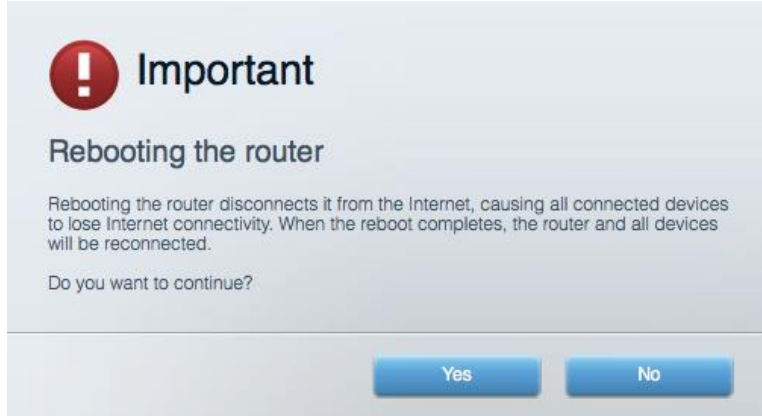 Important
Rebooting the router
Rebooting the router disconnects it from the Internet, causing all connected devices
to lose Internet connectivity. When the reboot completes, the router and all devices
will be reconnected.
Do you want to continue?
Yes
No